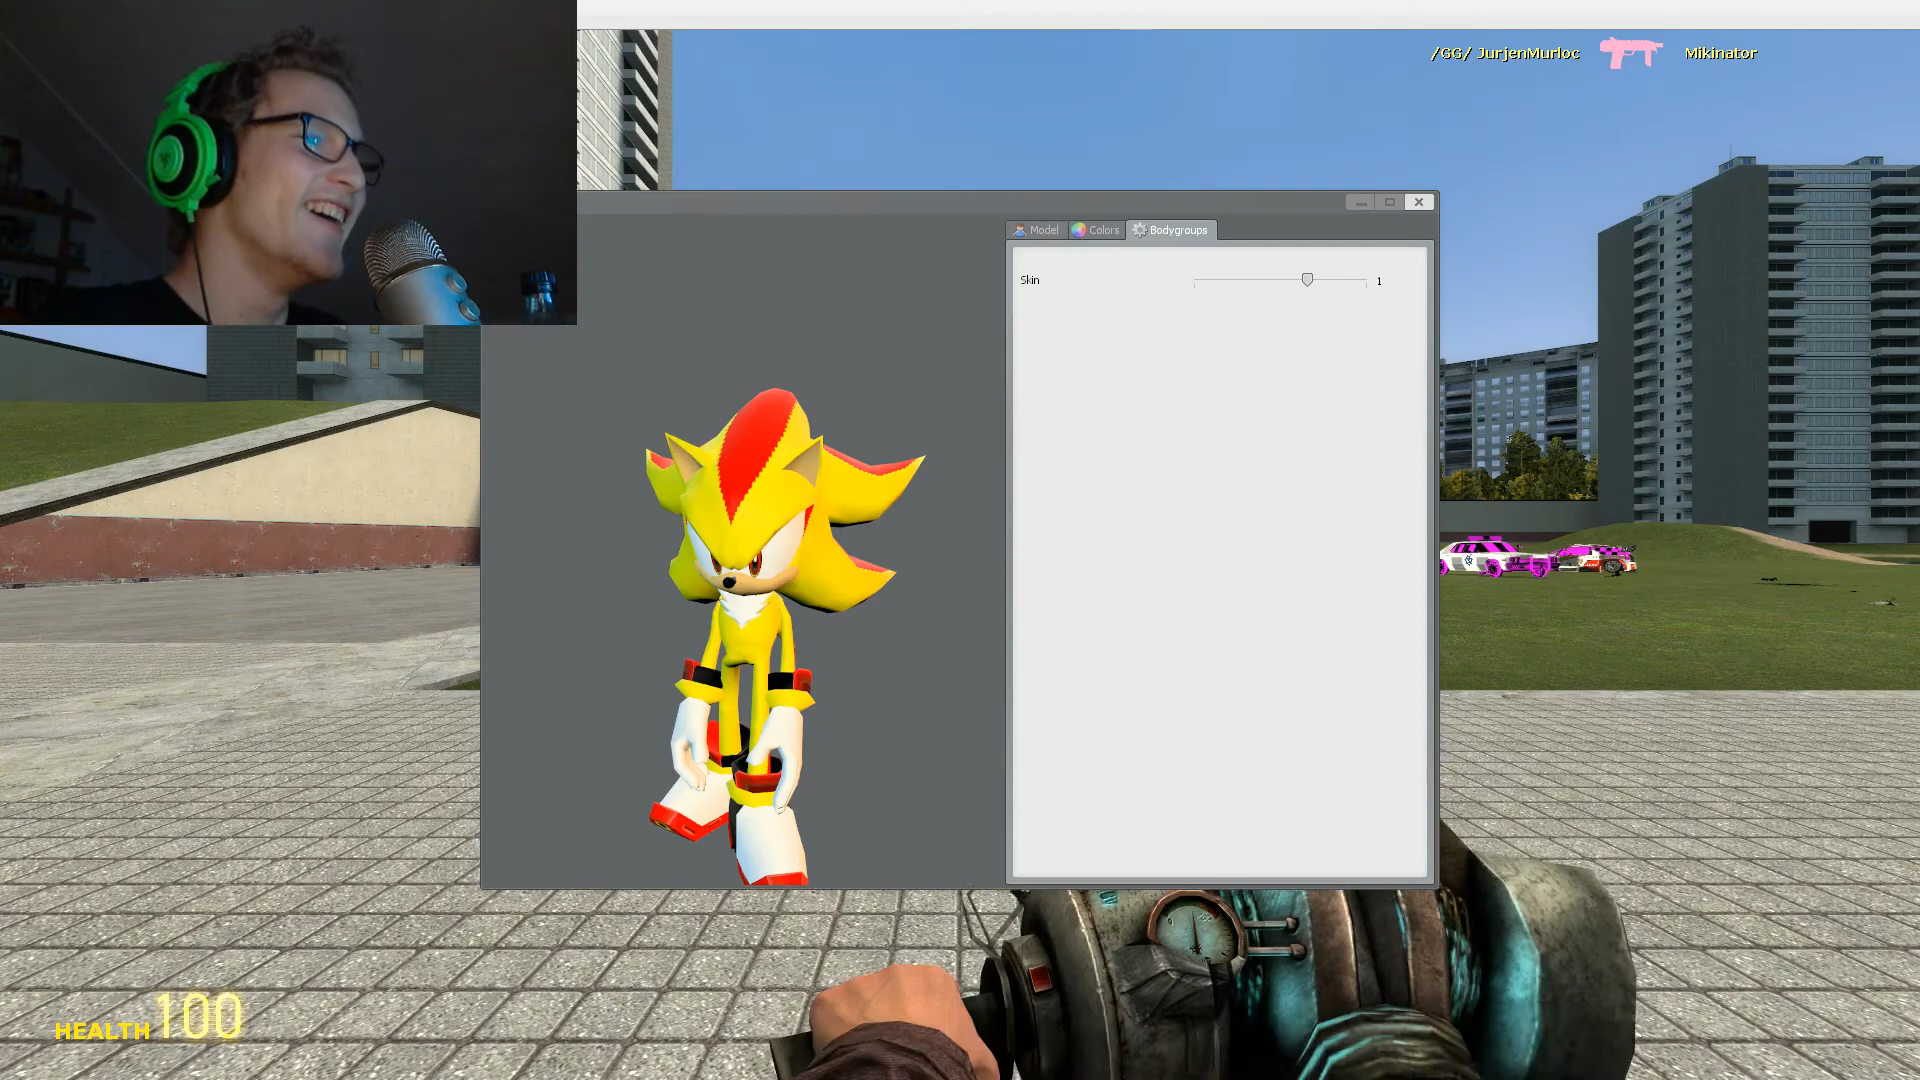 /GG/ JurjenMurloc Mikinator
Model Colors Bodygroups
Skin 1
HEALTH 100